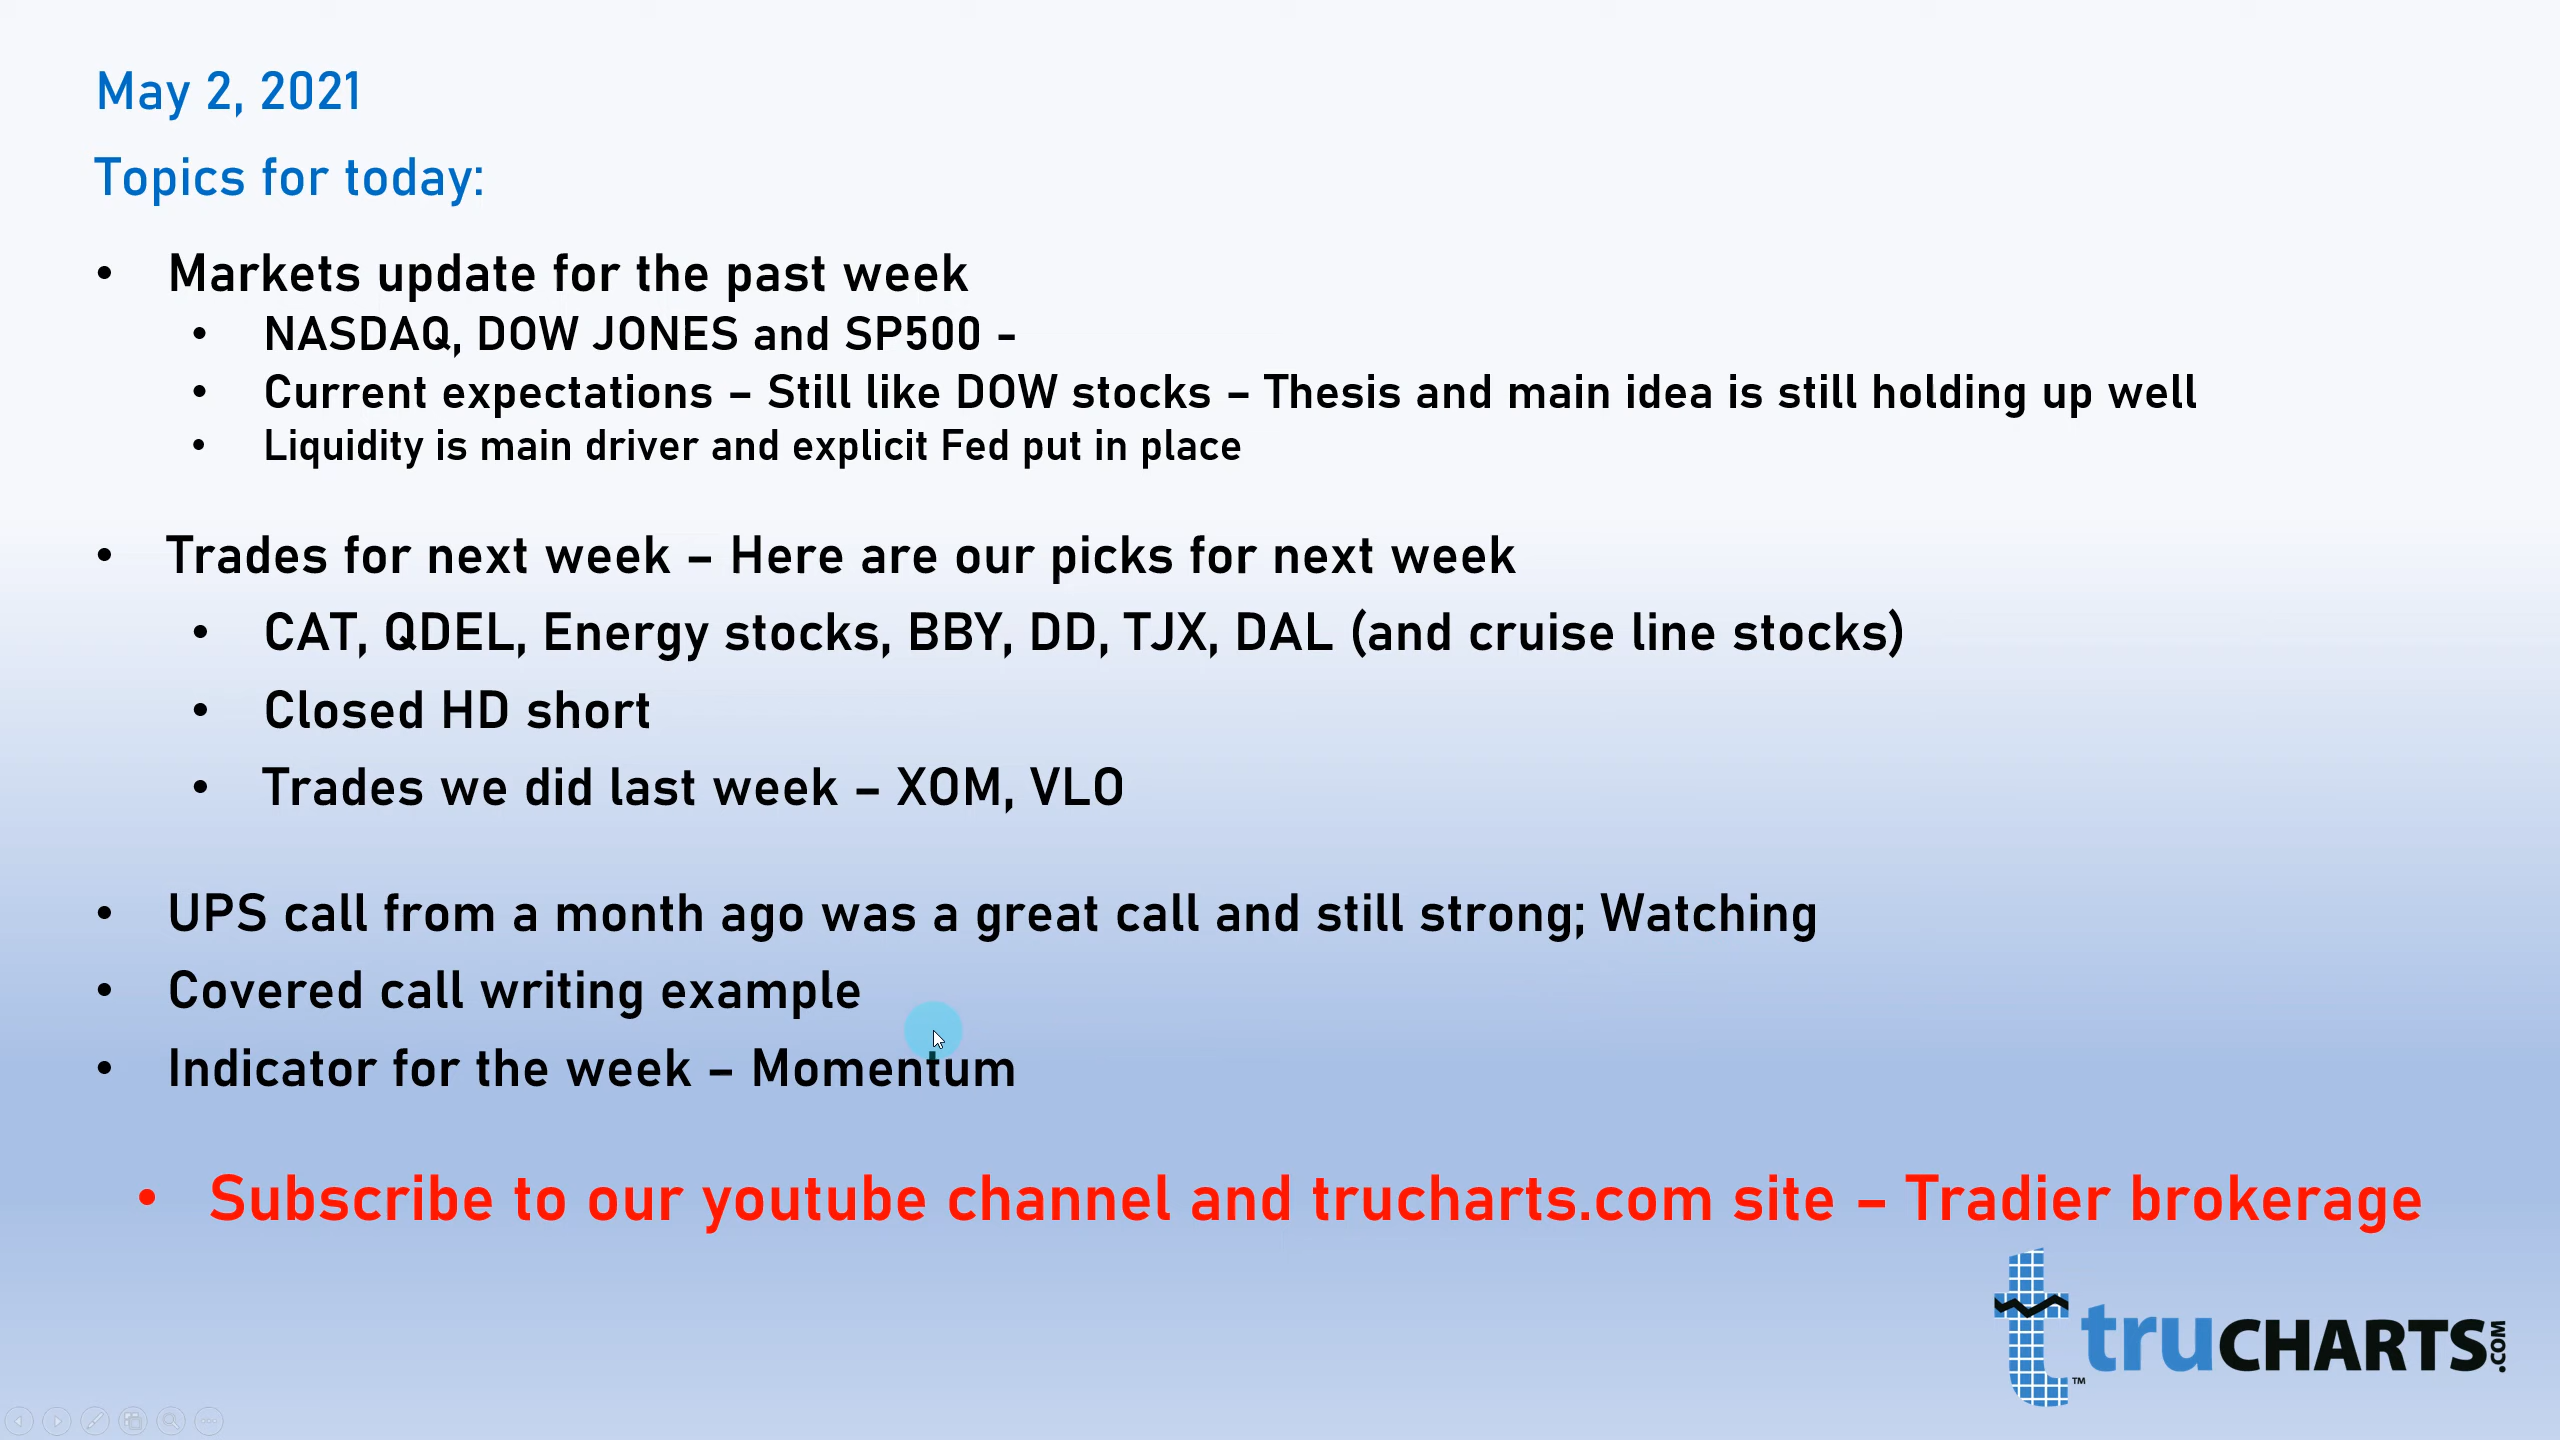 May 2, 2021
Topics for today:
• Markets update for the past week
• NASDAQ, DOW JONES and SP500 -
• Current expectations – Still like DOW stocks – Thesis and main idea is still holding up well
• Liquidity is main driver and explicit Fed put in place
• Trades for next week – Here are our picks for next week
• CAT, QDEL, Energy stocks, BBY, DD, TJX, DAL (and cruise line stocks)
• Closed HD short
• Trades we did last week – XOM, VLO
• UPS call from a month ago was a great call and still strong; Watching
• Covered call writing example
• Indicator for the week – Momentum
• Subscribe to our youtube channel and trucharts.com site – Tradier brokerage
t truCHARTS.COM
TM